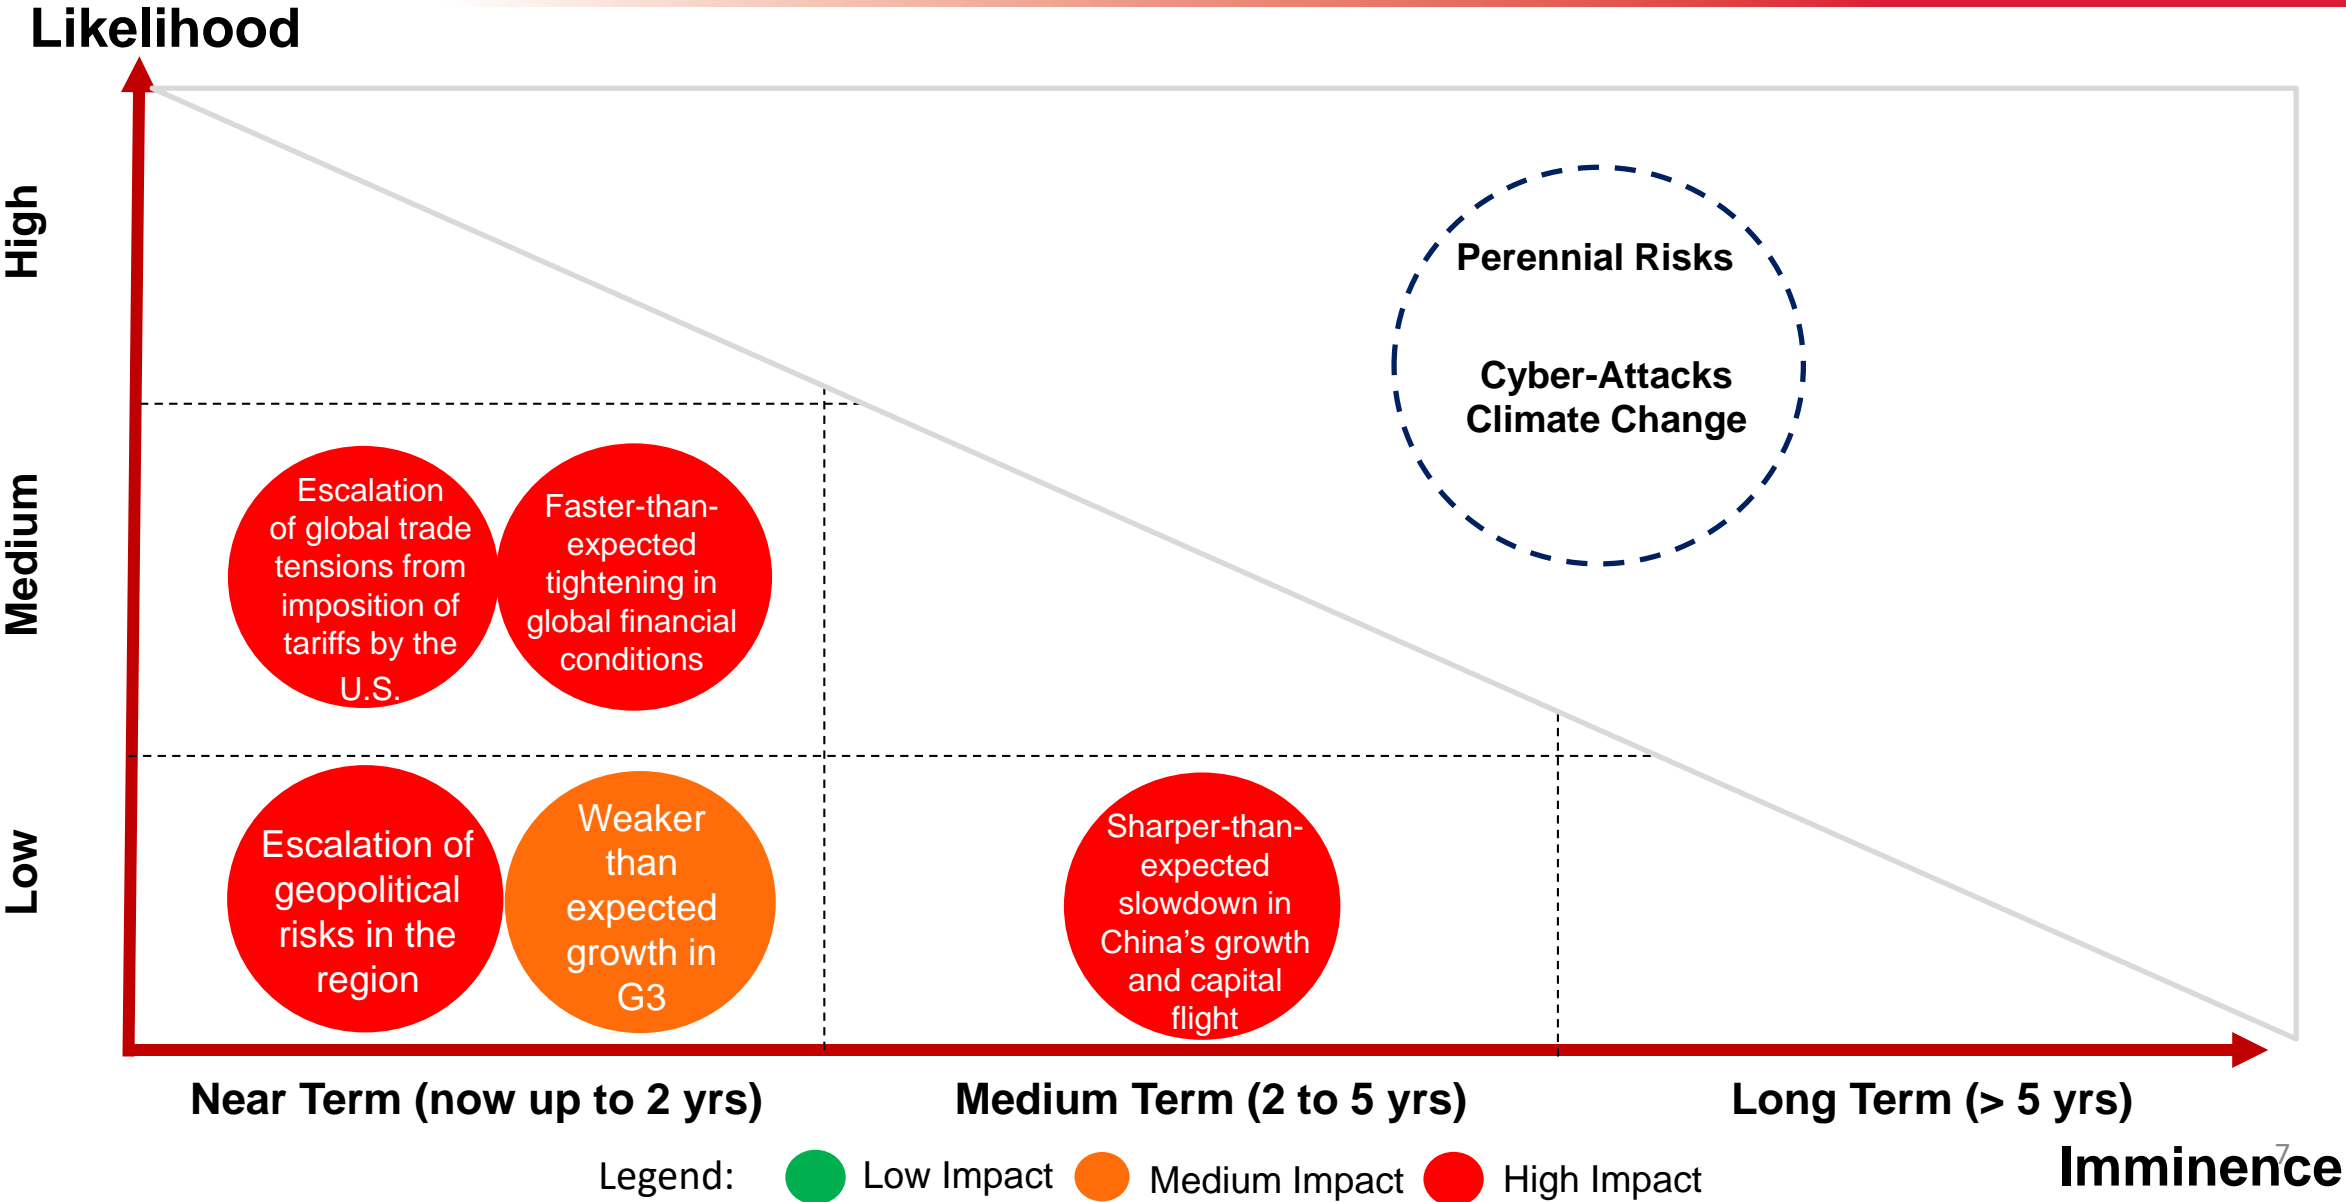 Likelihood
High
Medium
Low
Perennial Risks
Cyber-Attacks
Climate Change
Escalation
of global trade
tensions from
imposition of
tariffs by the
U.S.
Faster-than-
expected
tightening in
global financial
conditions
Escalation of
geopolitical
risks in the
region
Weaker
than
expected
growth in
G3
Sharper-than-
expected
slowdown in
China’s growth
and capital
flight
Near Term (now up to 2 yrs)
Medium Term (2 to 5 yrs)
Long Term (> 5 yrs)
Legend:
Low Impact
Medium Impact
High Impact
7
Imminence